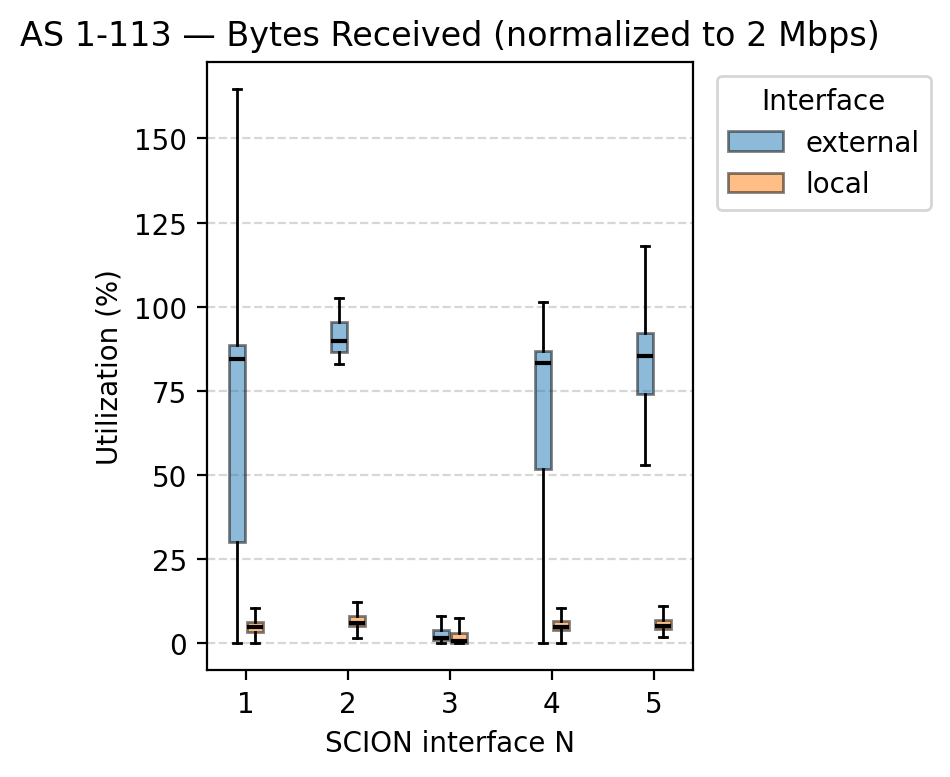 AS 1-113 — Bytes Received (normalized to 2 Mbps)
Interface
external
local
Utilization (%)
150
125
100
75
50
25
0
1 2 3 4 5
SCION interface N